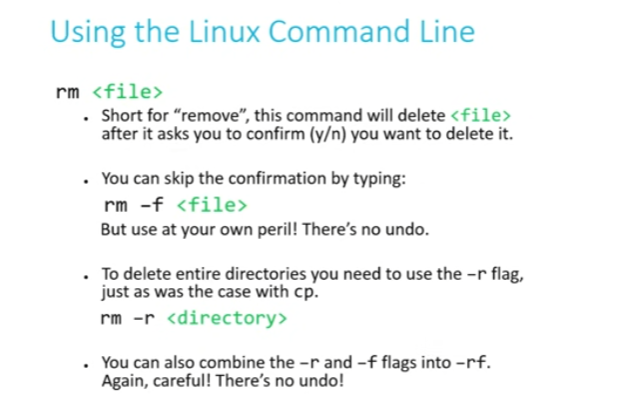 Using the Linux Command Line
rm <file>
• Short for “remove”, this command will delete <file>
after it asks you to confirm (y/n) you want to delete it.
• You can skip the confirmation by typing:
rm –f <file>
But use at your own peril! There’s no undo.
• To delete entire directories you need to use the –r flag,
just as was the case with cp.
rm –r <directory>
• You can also combine the –r and –f flags into –rf.
Again, careful! There’s no undo!